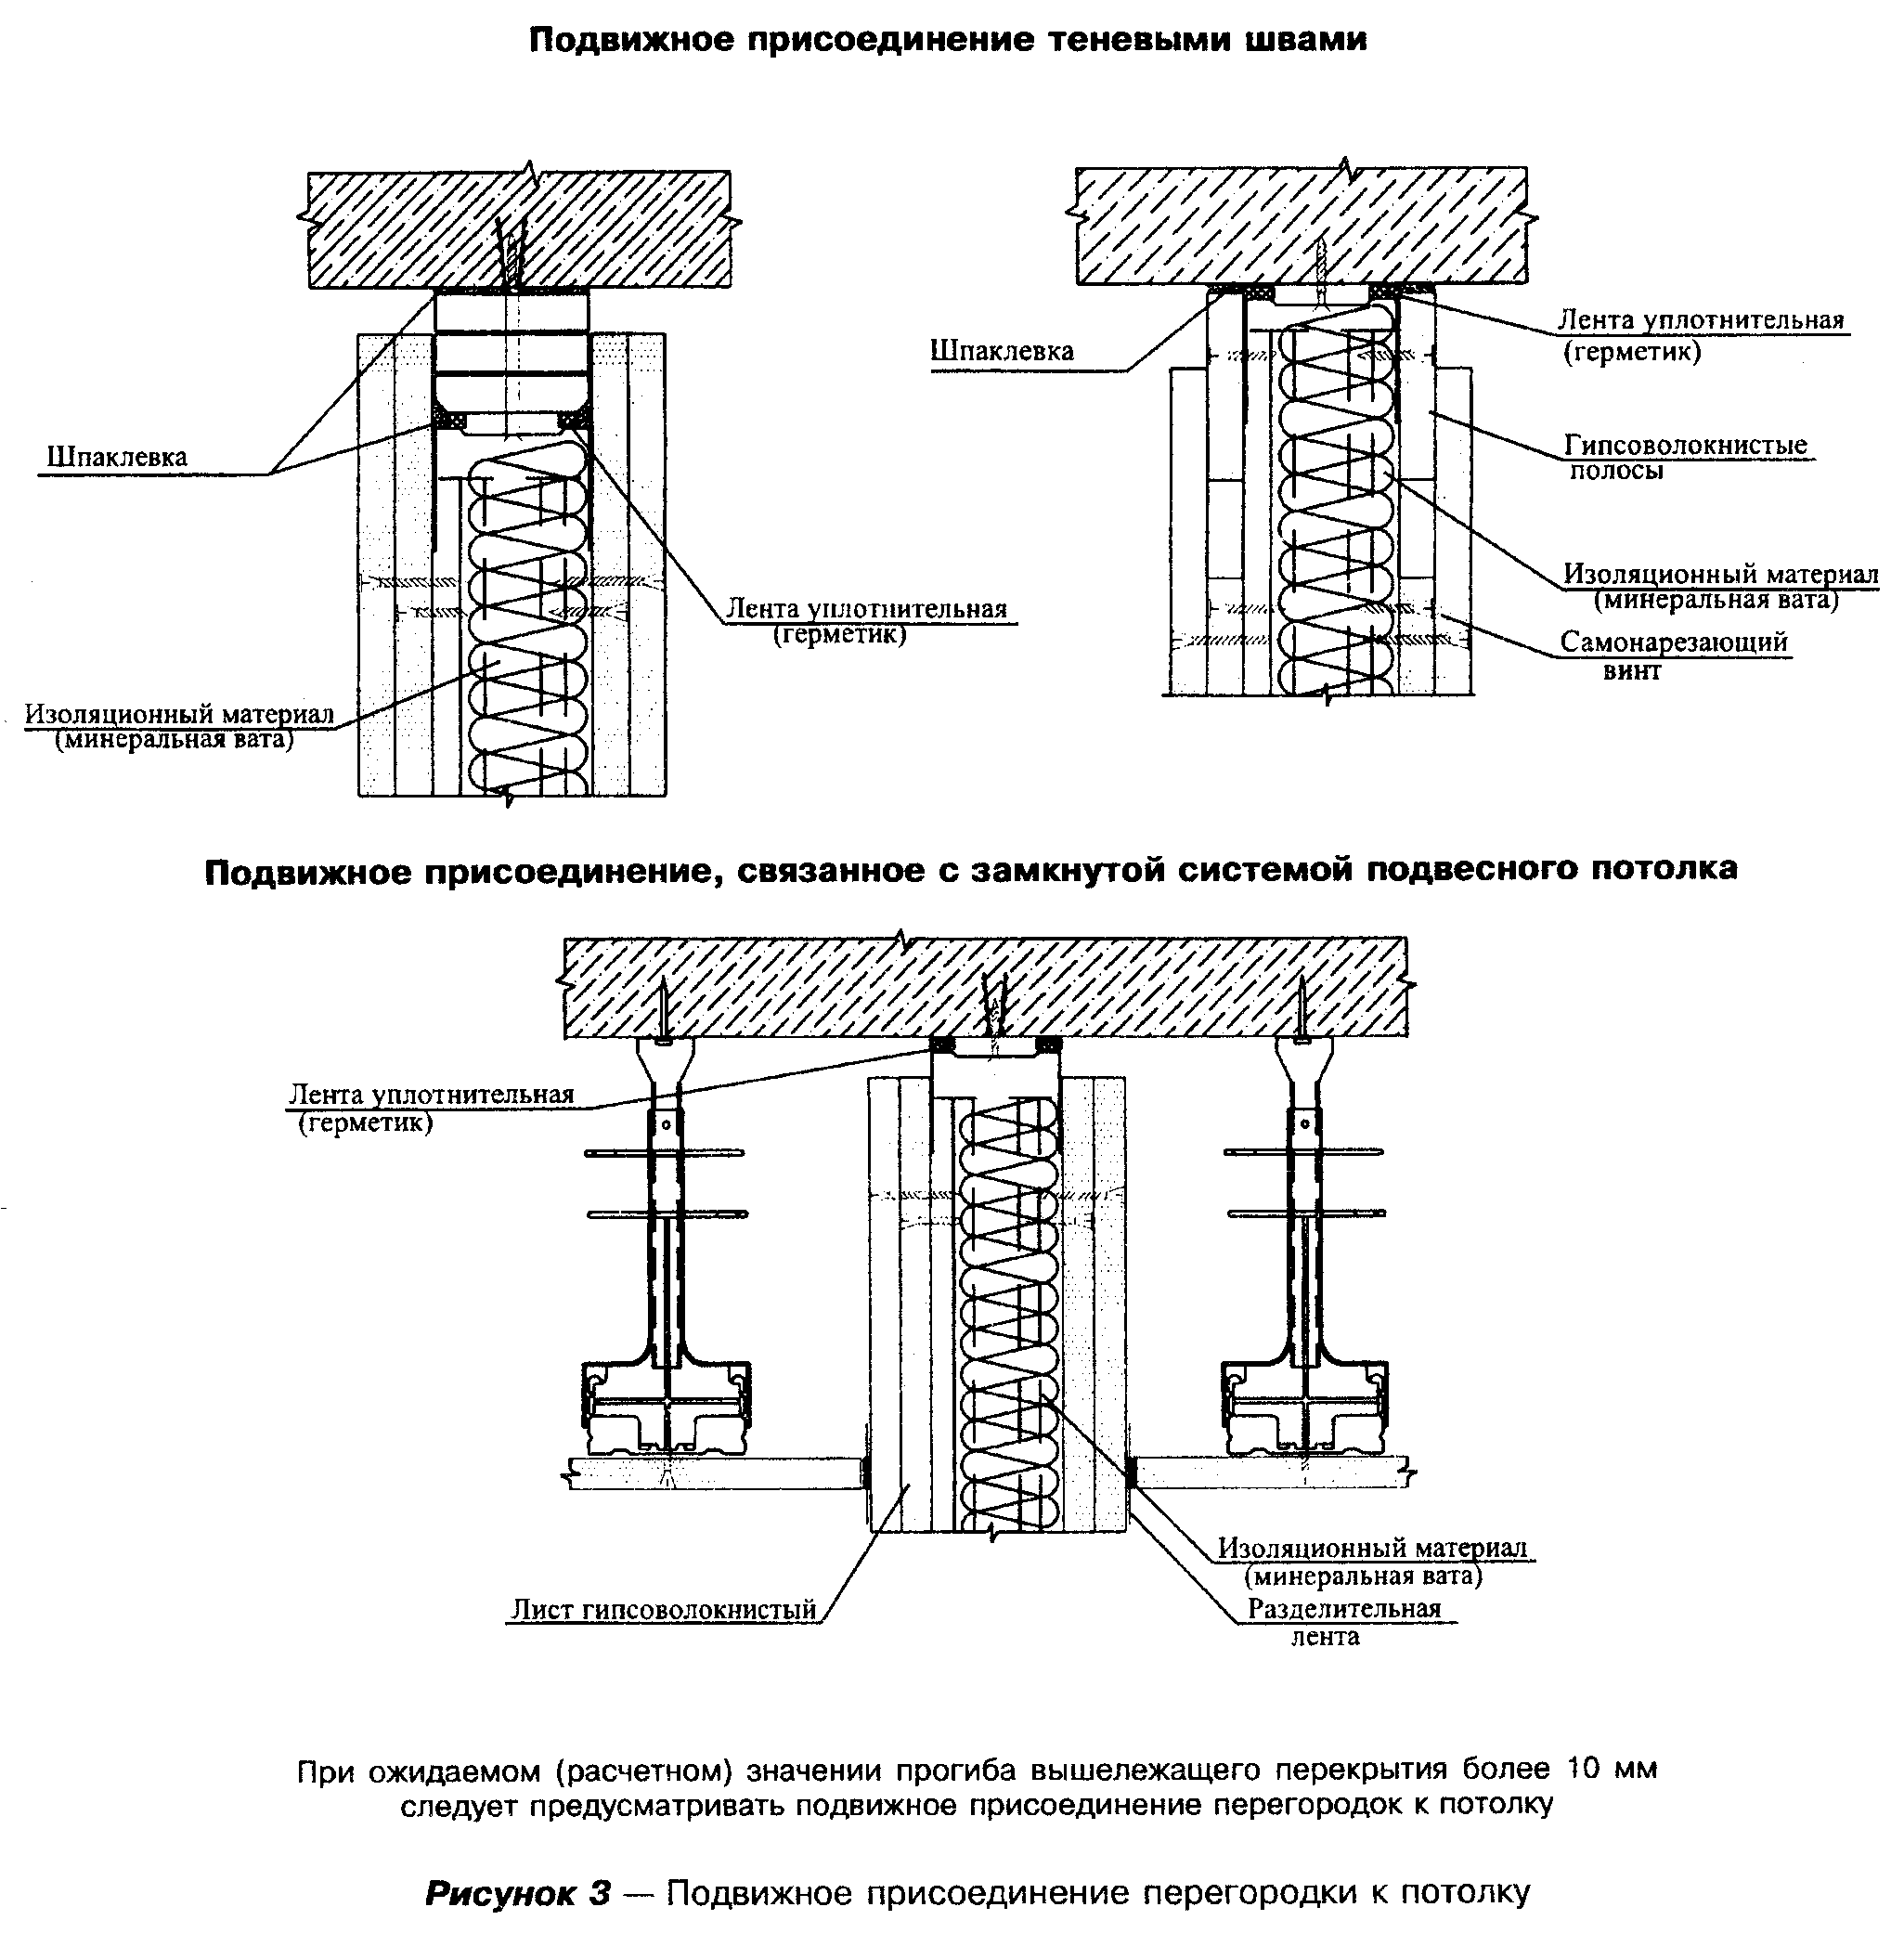 Подвижное присоединение теневыми швами
Шпаклевка
Лента уплотнительная
(герметик)
Изоляционный материал
(минеральная вата)
Шпаклевка
Лента уплотнительная
(герметик)
Гипсоволокнистые
полосы
Изоляционный материал
(минеральная вата)
Самонарезающий
винт
Подвижное присоединение, связанное с замкнутой системой подвесного потолка
Лента уплотнительная
(герметик)
Лист гипсоволокнистый
Изоляционный материал
(минеральная вата)
Разделительная
лента
При ожидаемом (расчетном) значении прогиба вышележащего перекрытия более 10 мм
следует предусматривать подвижное присоединение перегородок к потолку
Рисунок 3 — Подвижное присоединение перегородки к потолку